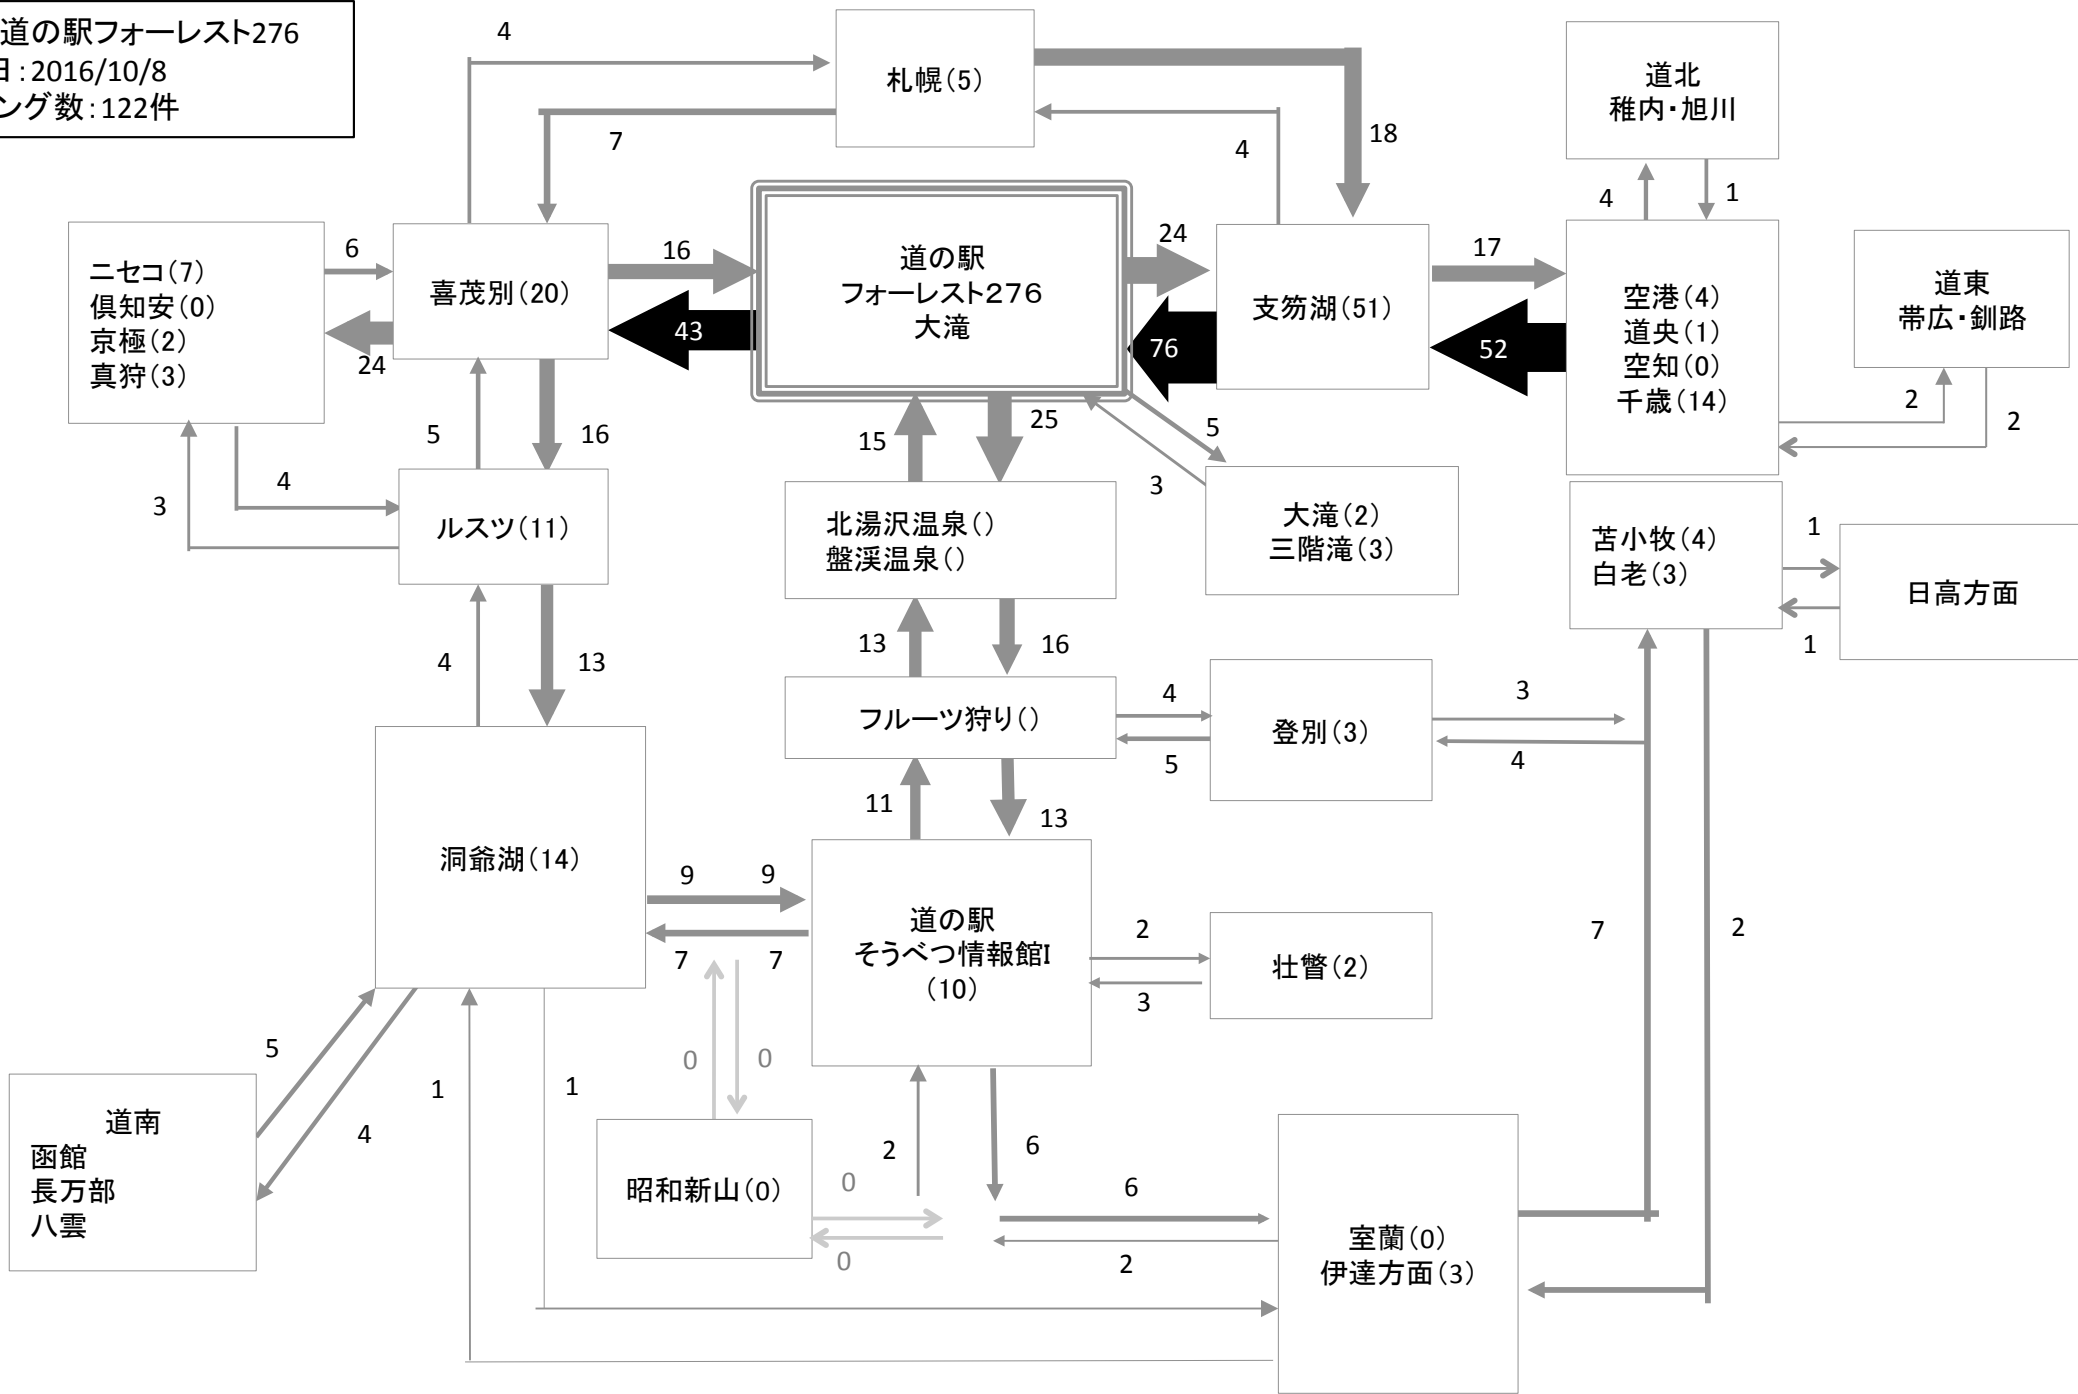 道の駅フォーレスト276
日:2016/10/8
ング数:122件
4
札幌(5)
7
4
18
道北
稚内・旭川
4
1
ニセコ(7)
倶知安(0)
京極(2)
真狩(3)
6
24
喜茂別(20)
16
43
道の駅
フォーレスト276
大滝
24
76
支笏湖(51)
17
52
空港(4)
道央(1)
空知(0)
千歳(14)
道東
帯広・釧路
2
2
5
16
3
4
ルスツ(11)
15
25
5
3
北湯沢温泉()
盤渓温泉()
大滝(2)
三階滝(3)
苫小牧(4)
白老(3)
1
1
日高方面
4
13
13
16
フルーツ狩り()
4
5
登別(3)
3
4
11
13
洞爺湖(14)
9
9
7
7
道の駅
そうべつ情報館I
(10)
2
3
壮瞥(2)
7
2
5
4
道南
函館
長万部
八雲
1
1
0
0
昭和新山(0)
0
0
2
6
6
2
室蘭(0)
伊達方面(3)